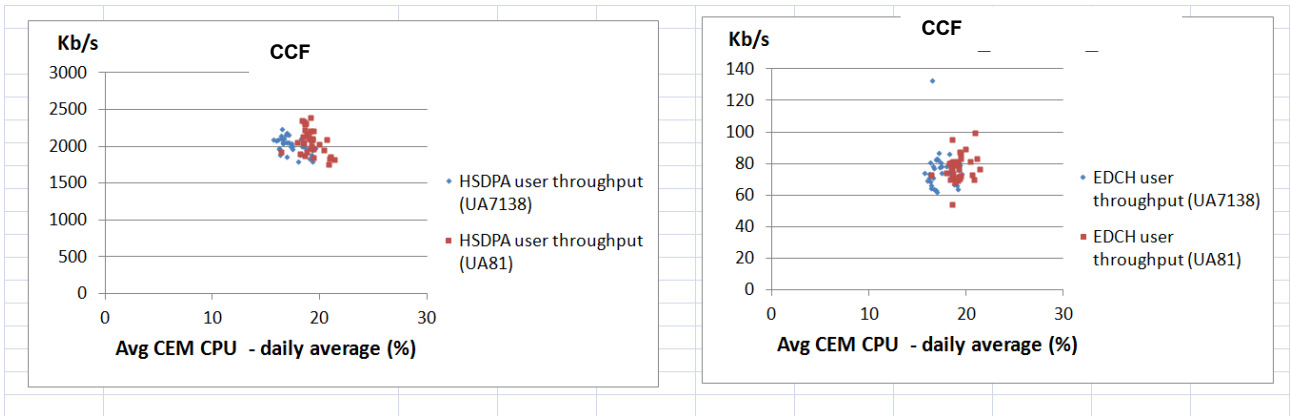 Kb/s
CCF
3000
2500
2000
1500
1000
500
0
0 10 20 30
Avg CEM CPU - daily average (%)
HSDPA user throughput
(UA7138)
HSDPA user throughput
(UA81)
Kb/s
CCF
140
120
100
80
60
40
20
0
0 10 20 30
Avg CEM CPU - daily average (%)
EDCH user
throughput (UA7138)
EDCH user
throughput (UA81)